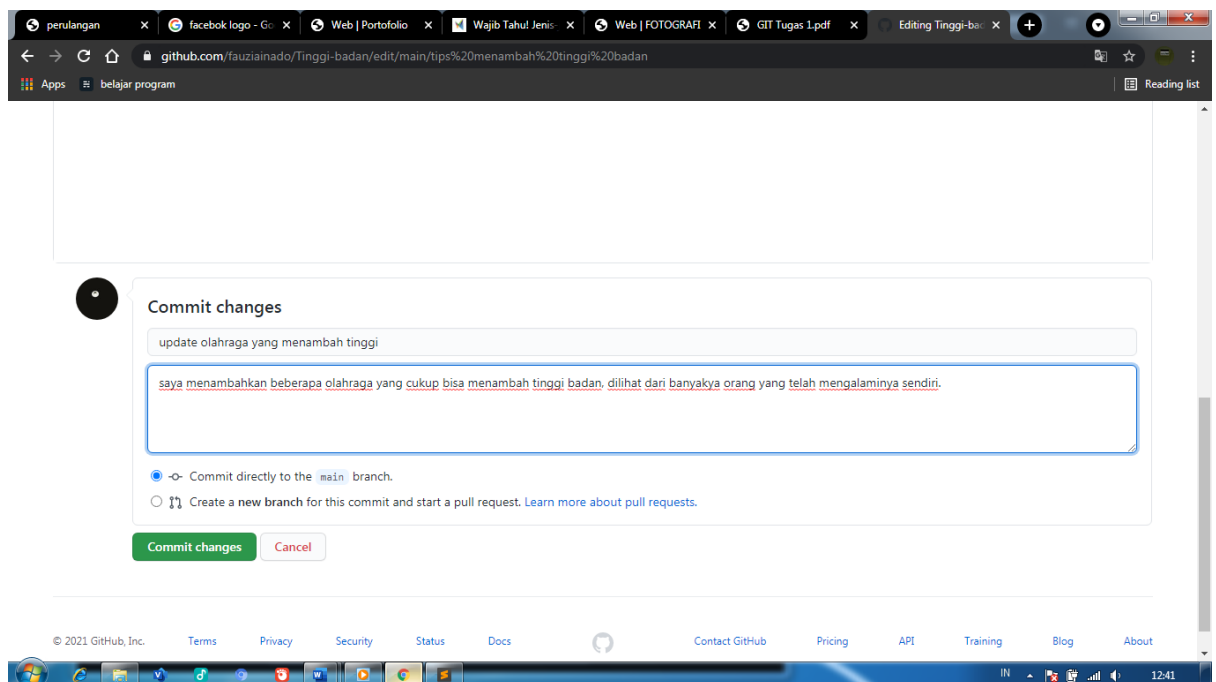 perulangan
facebok logo - Go
Web | Portofolio
Wajib Tahu! Jenis-
Web | FOTOGRAFI
GIT Tugas 1.pdf
Editing Tinggi-bad
github.com/fauziainado/Tinggi-badan/edit/main/tips%20menambah%20tinggi%20badan
Apps
belajar program
Reading list
Commit changes
update olahraga yang menambah tinggi
saya menambahkan beberapa olahraga yang cukup bisa menambah tinggi badan, dilihat dari banyakya orang yang telah mengalaminya sendiri.
Commit directly to the main branch.
Create a new branch for this commit and start a pull request. Learn more about pull requests.
Commit changes
Cancel
© 2021 GitHub, Inc.
Terms
Privacy
Security
Status
Docs
Contact GitHub
Pricing
API
Training
Blog
About
IN
12:41